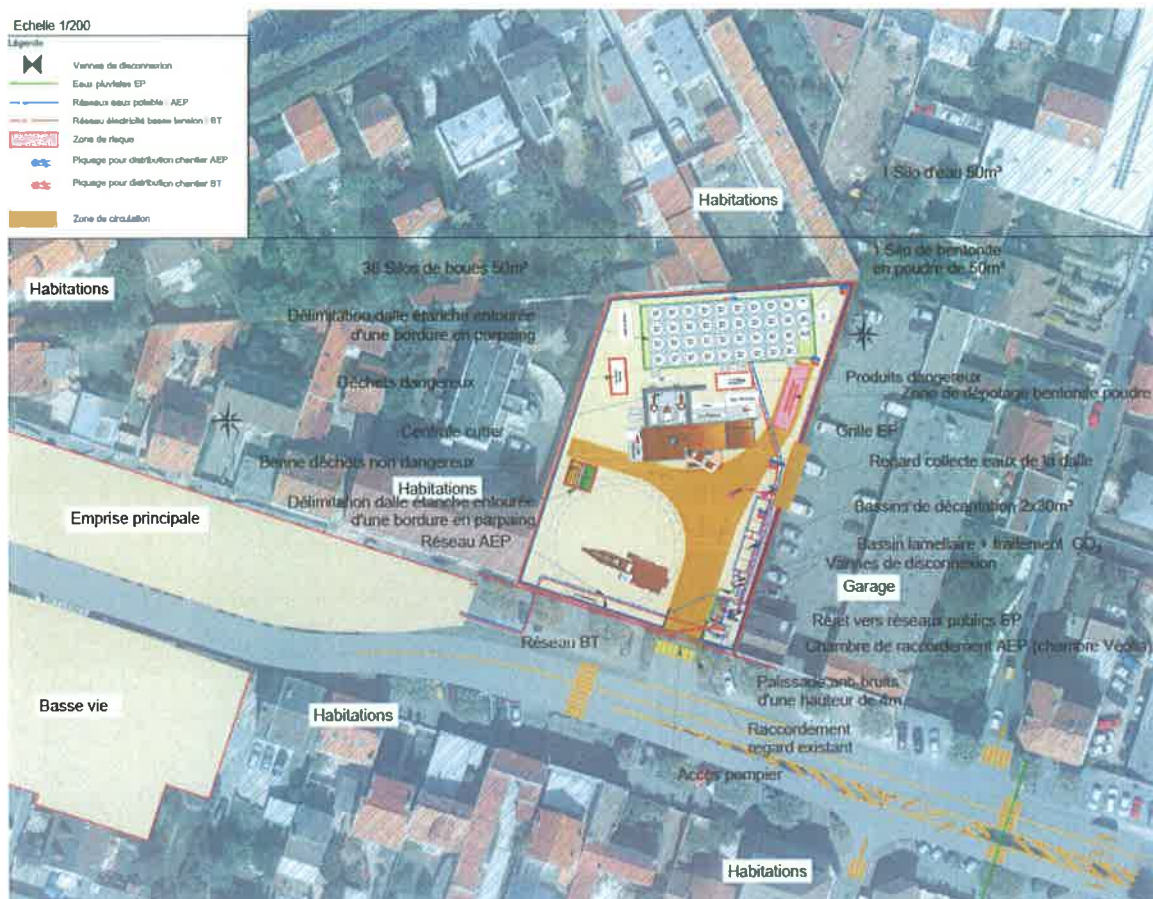 Echelle 1/200
Légende
Vannes de disconnexion
Eaux pluviales EP
Réseaux eaux potable : AEP
Réseau électricité basse tension : BT
Zone de risque
Piquage pour distribution chantier AEP
Piquage pour distribution chantier BT
Zone de circulation
1 Silo d'eau 50m³
Habitations
1 Silo de bentonite
en poudre de 50m³
36 Silos de boues 50m³
Habitations
Délimitation dalle étanche entourée
d'une bordure en parpaing
Déchets dangereux
Produits dangereux
Zone de dépotage bentonite poudre
Centrale cutter
Grille EP
Benne déchets non dangereux
Regard collecte eaux de la dalle
Habitations
Délimitation dalle étanche entourée
d'une bordure en parpaing
Bassins de décantation 2x30m³
Emprise principale
Réseau AEP
Bassin lamellaire + traitement CO₂
Vannes de disconnexion
Garage
Rejet vers réseaux publics EP
Réseau BT
Chambre de raccordement AEP (chambre Véolia)
Palissade anti-bruits
d'une hauteur de 4m
Basse vie
Habitations
Raccordement
regard existant
Accès pompier
Habitations